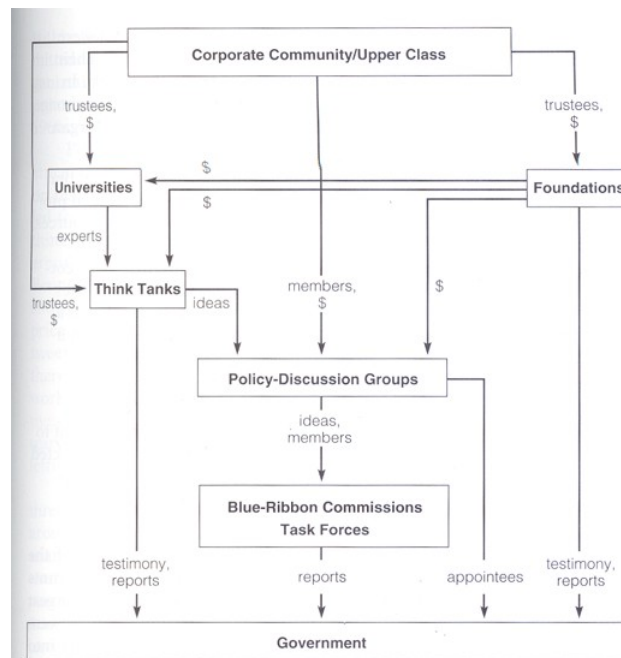 Corporate Community/Upper Class
trustees,
$
trustees,
$
$
Universities
Foundations
$
experts
Think Tanks
ideas
members,
$
$
trustees,
$
Policy-Discussion Groups
ideas,
members
Blue-Ribbon Commissions
Task Forces
testimony,
reports
reports
appointees
testimony,
reports
Government